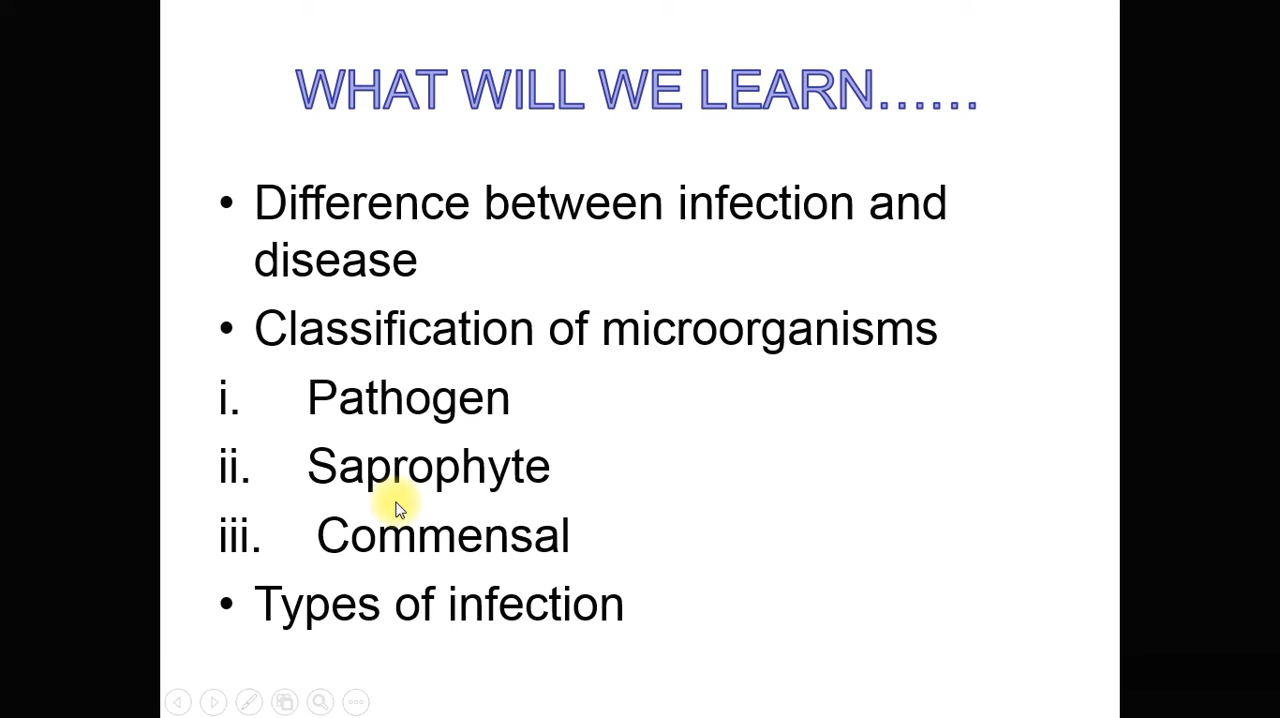 WHAT WILL WE LEARN……
• Difference between infection and
disease
• Classification of microorganisms
i. Pathogen
ii. Saprophyte
iii. Commensal
• Types of infection